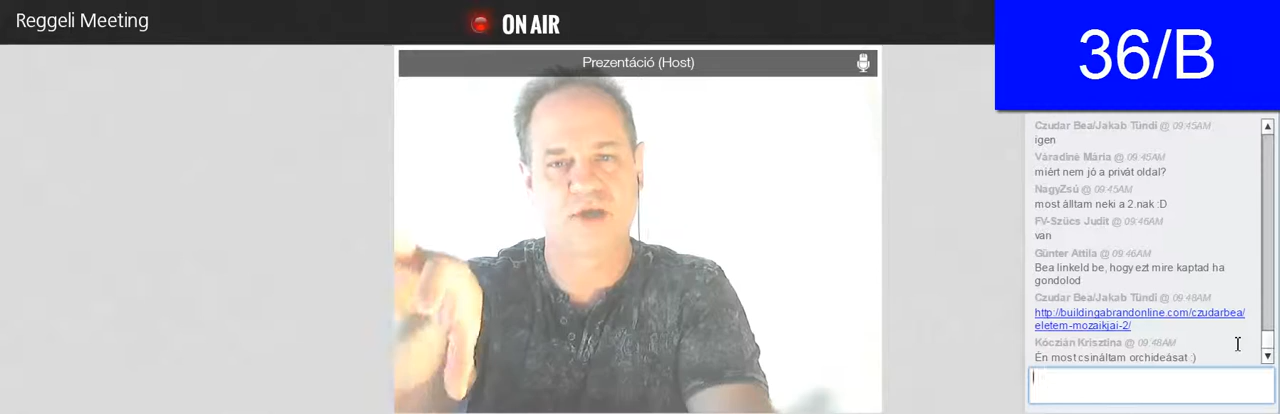 Reggeli Meeting
ON AIR
36/B
Prezentáció (Host)
Czudar Bea/Jakab Tündi @ 09:45AM
igen
Váradiné Mária @ 09:45AM
miért nem jó a privát oldal?
NagyZsú @ 09:45AM
most álltam neki a 2.nak :D
FV-Szücs Judit @ 09:46AM
van
Günter Attila @ 09:46AM
Bea linkeld be, hogy ezt mire kaptad ha
gondolod
Czudar Bea/Jakab Tündi @ 09:48AM
http://buildingabrandonline.com/czudarbea/
eletem-mozaikjai-2/
Kóczián Krisztina @ 09:48AM
Én most csináltam orchideásat :)